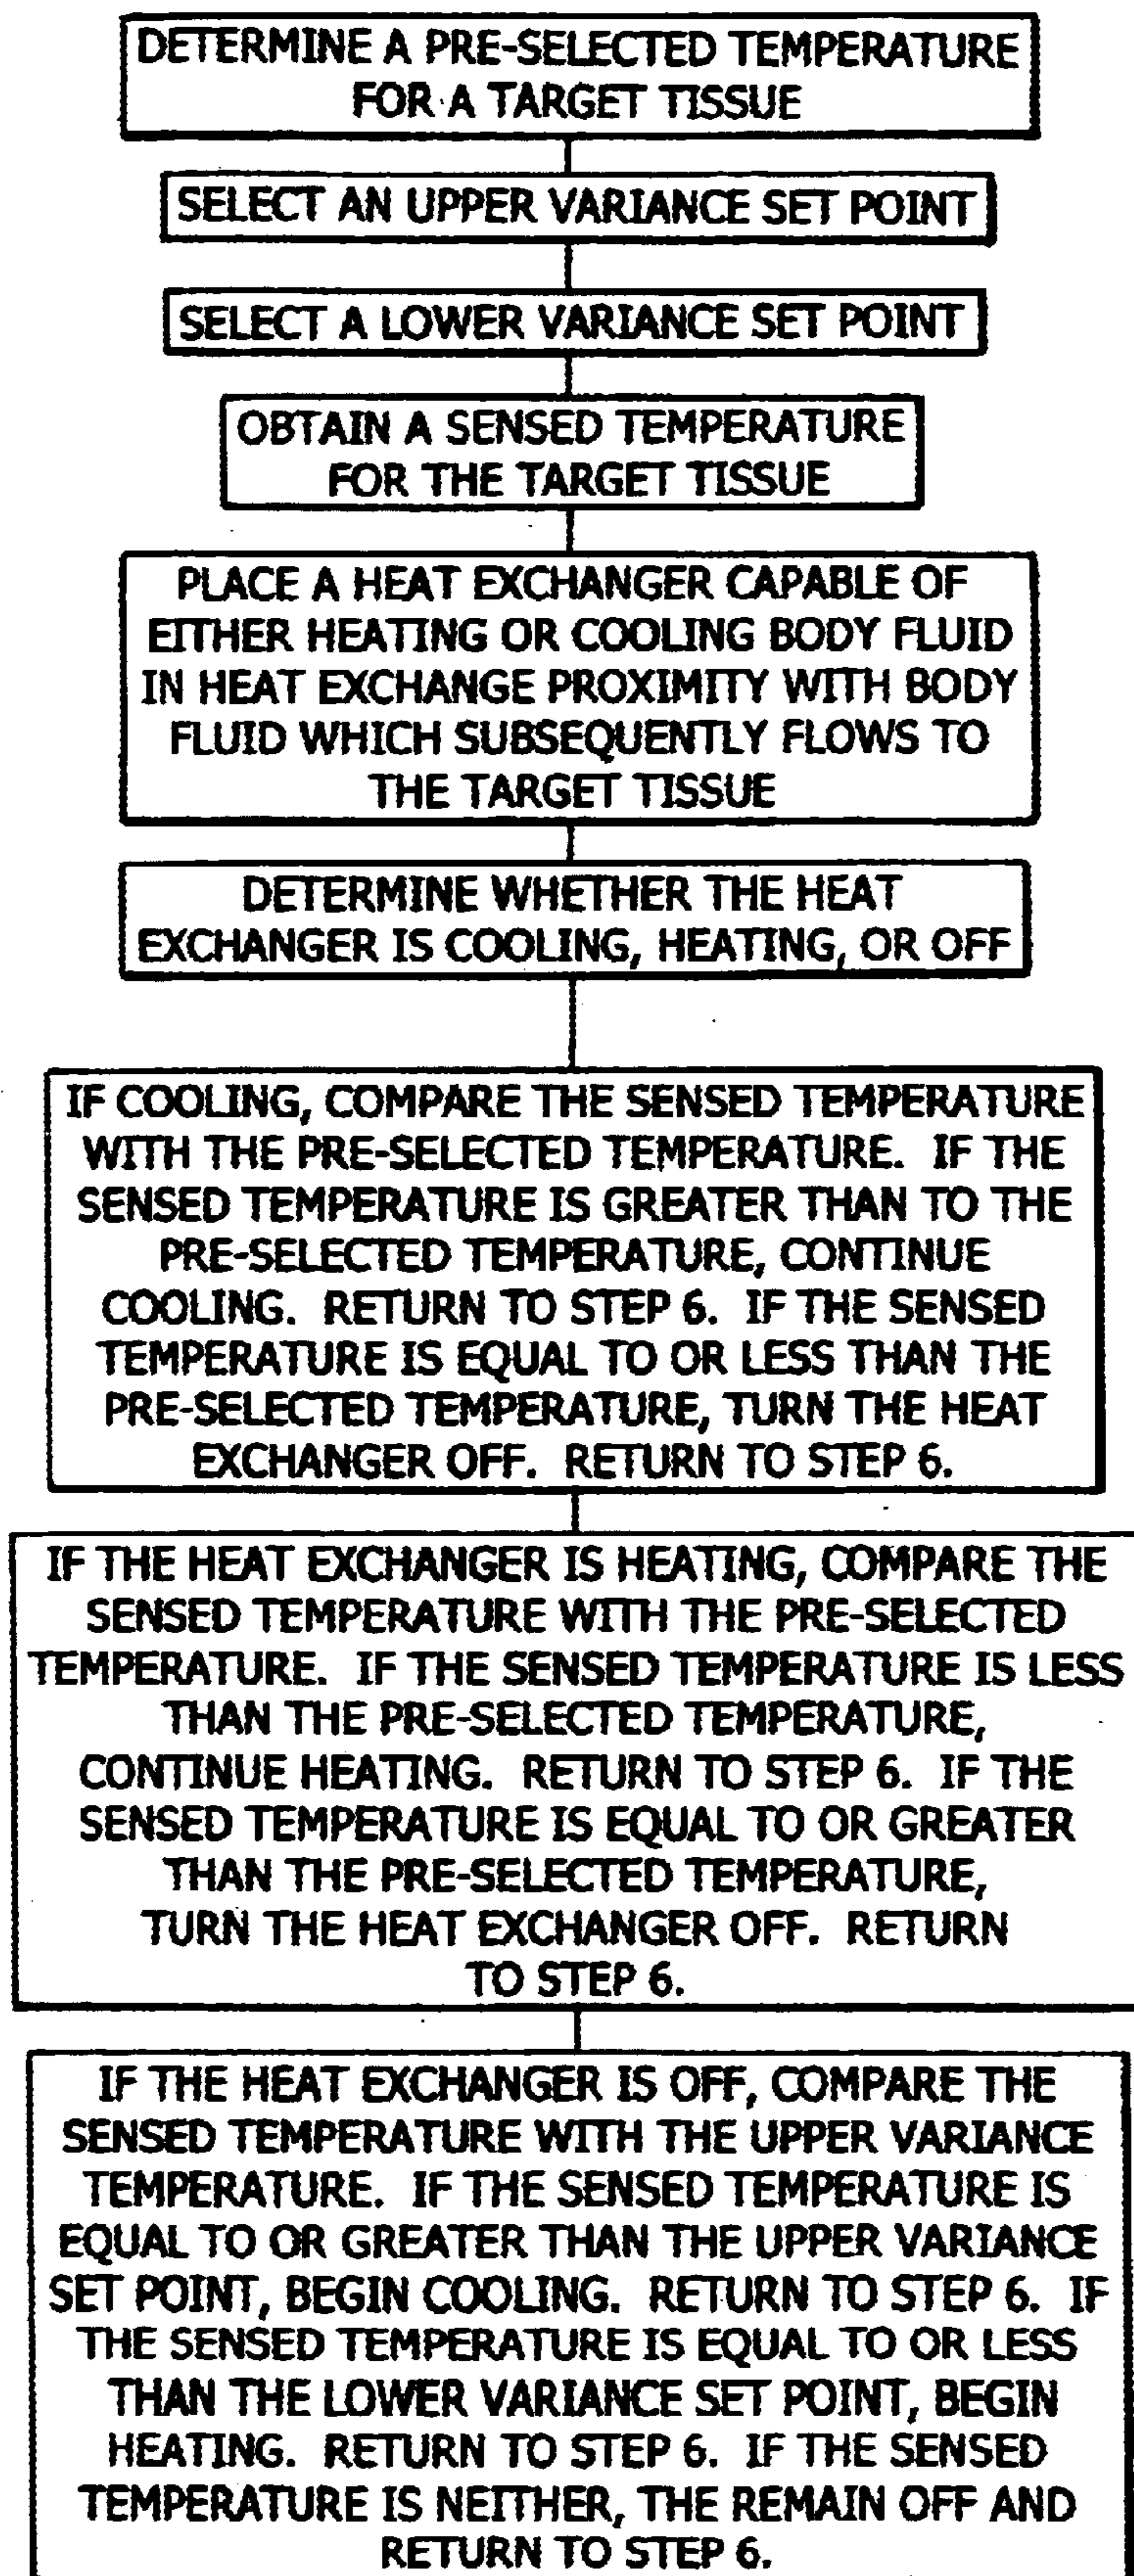 DETERMINE A PRE-SELECTED TEMPERATURE
FOR A TARGET TISSUE
SELECT AN UPPER VARIANCE SET POINT
SELECT A LOWER VARIANCE SET POINT
OBTAIN A SENSED TEMPERATURE
FOR THE TARGET TISSUE
PLACE A HEAT EXCHANGER CAPABLE OF
EITHER HEATING OR COOLING BODY FLUID
IN HEAT EXCHANGE PROXIMITY WITH BODY
FLUID WHICH SUBSEQUENTLY FLOWS TO
THE TARGET TISSUE
DETERMINE WHETHER THE HEAT
EXCHANGER IS COOLING, HEATING, OR OFF
IF COOLING, COMPARE THE SENSED TEMPERATURE
WITH THE PRE-SELECTED TEMPERATURE. IF THE
SENSED TEMPERATURE IS GREATER THAN TO THE
PRE-SELECTED TEMPERATURE, CONTINUE
COOLING. RETURN TO STEP 6. IF THE SENSED
TEMPERATURE IS EQUAL TO OR LESS THAN THE
PRE-SELECTED TEMPERATURE, TURN THE HEAT
EXCHANGER OFF. RETURN TO STEP 6.
IF THE HEAT EXCHANGER IS HEATING, COMPARE THE
SENSED TEMPERATURE WITH THE PRE-SELECTED
TEMPERATURE. IF THE SENSED TEMPERATURE IS LESS
THAN THE PRE-SELECTED TEMPERATURE,
CONTINUE HEATING. RETURN TO STEP 6. IF THE
SENSED TEMPERATURE IS EQUAL TO OR GREATER
THAN THE PRE-SELECTED TEMPERATURE,
TURN THE HEAT EXCHANGER OFF. RETURN
TO STEP 6.
IF THE HEAT EXCHANGER IS OFF, COMPARE THE
SENSED TEMPERATURE WITH THE UPPER VARIANCE
TEMPERATURE. IF THE SENSED TEMPERATURE IS
EQUAL TO OR GREATER THAN THE UPPER VARIANCE
SET POINT, BEGIN COOLING. RETURN TO STEP 6. IF
THE SENSED TEMPERATURE IS EQUAL TO OR LESS
THAN THE LOWER VARIANCE SET POINT, BEGIN
HEATING. RETURN TO STEP 6. IF THE SENSED
TEMPERATURE IS NEITHER, THE REMAIN OFF AND
RETURN TO STEP 6.